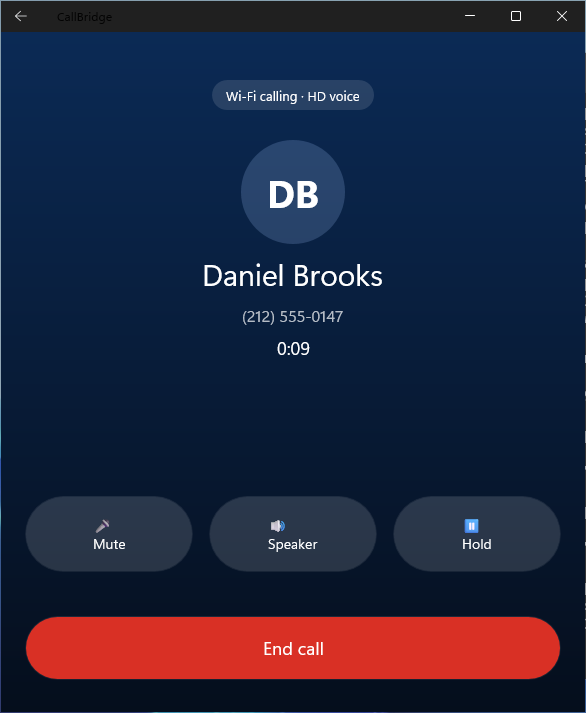 CallBridge
Wi-Fi calling · HD voice
DB
Daniel Brooks
(212) 555-0147
0:09
Mute
Speaker
Hold
End call